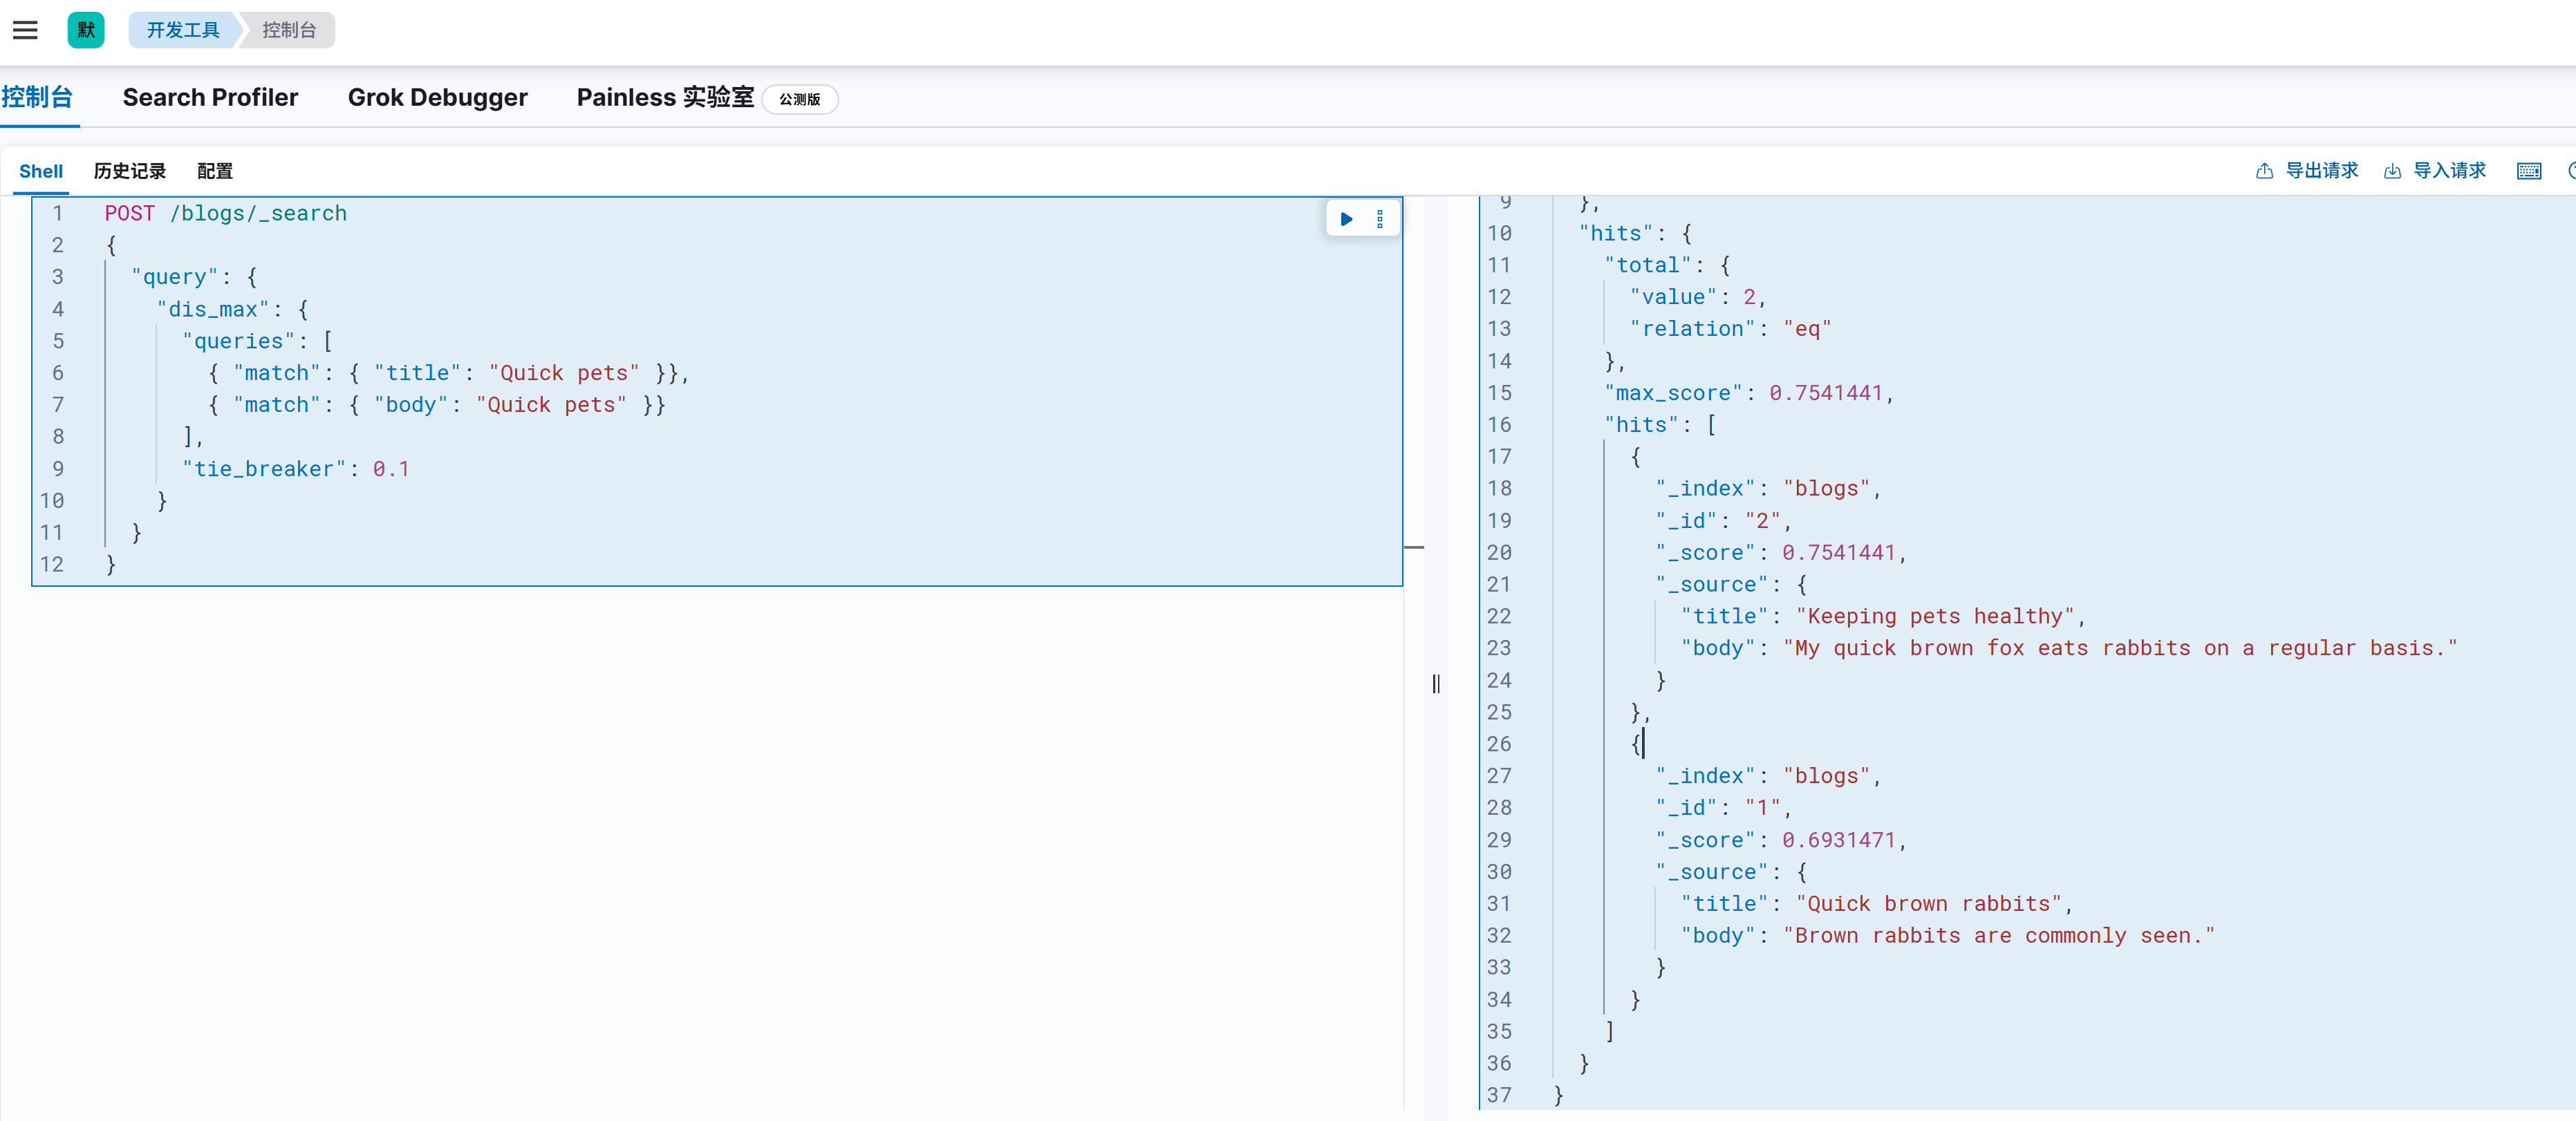 默 开发工具 控制台
控制台 Search Profiler Grok Debugger Painless 实验室 公测版
Shell 历史记录 配置 导出请求 导入请求
1 POST /blogs/_search
2 {
3 "query": {
4 "dis_max": {
5 "queries": [
6 { "match": { "title": "Quick pets" }},
7 { "match": { "body": "Quick pets" }}
8 ],
9 "tie_breaker": 0.1
10 }
11 }
12 }
9 },
10 "hits": {
11 "total": {
12 "value": 2,
13 "relation": "eq"
14 },
15 "max_score": 0.7541441,
16 "hits": [
17 {
18 "_index": "blogs",
19 "_id": "2",
20 "_score": 0.7541441,
21 "_source": {
22 "title": "Keeping pets healthy",
23 "body": "My quick brown fox eats rabbits on a regular basis."
24 }
25 },
26 {
27 "_index": "blogs",
28 "_id": "1",
29 "_score": 0.6931471,
30 "_source": {
31 "title": "Quick brown rabbits",
32 "body": "Brown rabbits are commonly seen."
33 }
34 }
35 ]
36 }
37 }